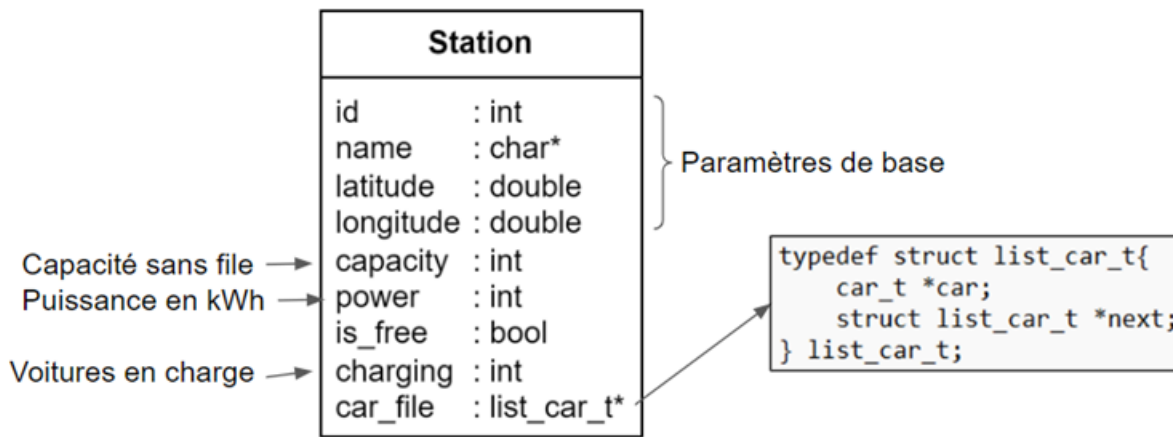 Station
id : int
name : char*
latitude : double
longitude : double
Paramètres de base
Capacité sans file
capacity : int
Puissance en kWh
power : int
is_free : bool
Voitures en charge
charging : int
car_file : list_car_t*
typedef struct list_car_t{
car_t *car;
struct list_car_t *next;
} list_car_t;